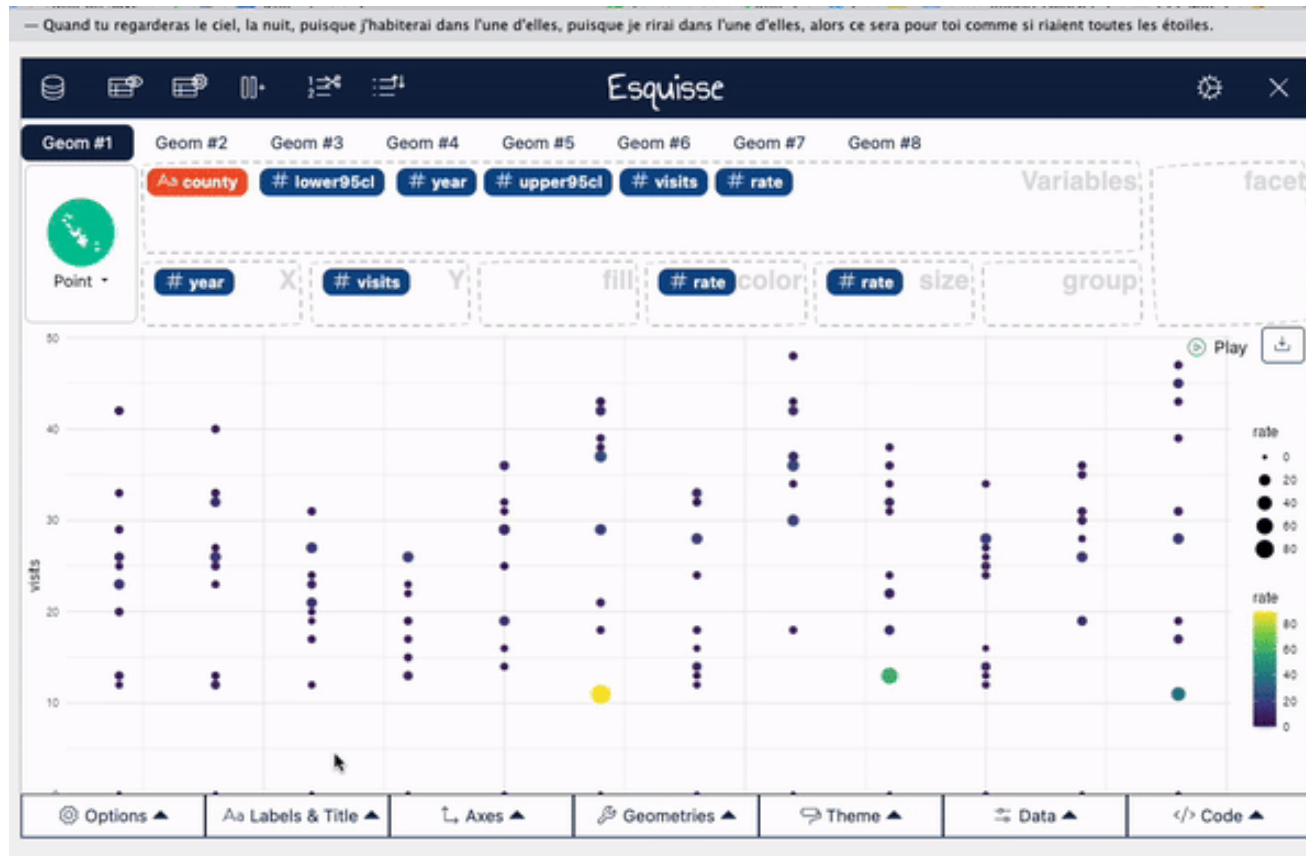 — Quand tu regarderas le ciel, la nuit, puisque j'habiterai dans l'une d'elles, puisque je rirai dans l'une d'elles, alors ce sera pour toi comme si riaient toutes les étoiles.
Esquisse
Geom #1 Geom #2 Geom #3 Geom #4 Geom #5 Geom #6 Geom #7 Geom #8
Aa county # lower95cl # year # upper95cl # visits # rate Variables facet
Point
# year X # visits Y fill # rate color # rate size group
Play
50
40
30
20
10
0
visits
rate
0
20
40
60
80
rate
80
60
40
20
0
Options Aa Labels & Title Axes Geometries Theme Data </> Code